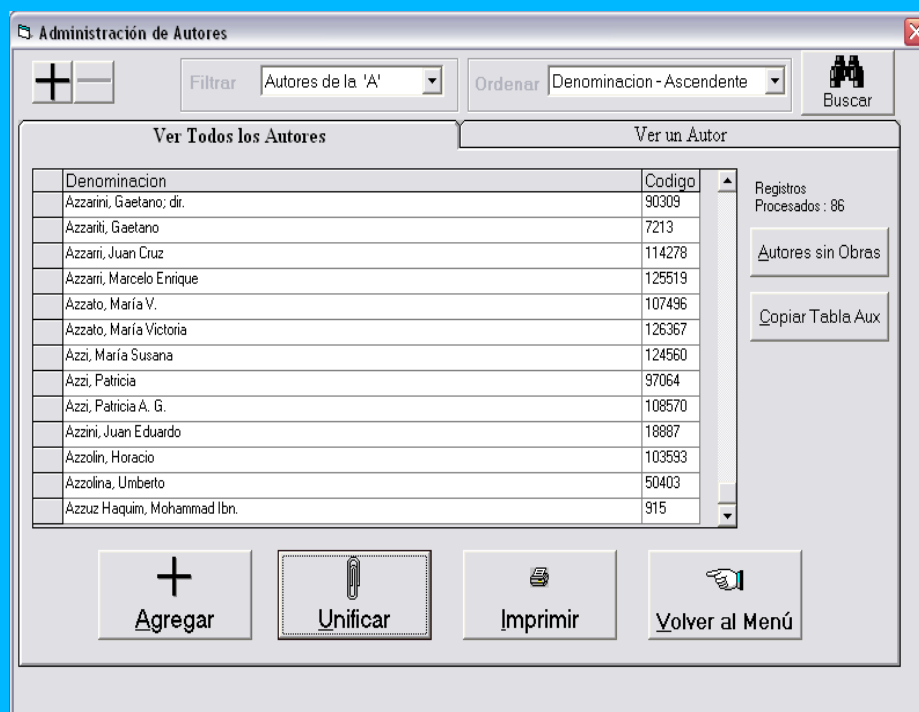 Administración de Autores
Filtrar Autores de la 'A' Ordenar Denominacion - Ascendente Buscar
Ver Todos los Autores Ver un Autor
Denominacion Codigo
Azzarini, Gaetano; dir. 90309
Azzariti, Gaetano 7213
Azzarri, Juan Cruz 114278
Azzarri, Marcelo Enrique 125519
Azzato, María V. 107496
Azzato, María Victoria 126367
Azzi, María Susana 124560
Azzi, Patricia 97064
Azzi, Patricia A. G. 108570
Azzini, Juan Eduardo 18887
Azzolin, Horacio 103593
Azzolina, Umberto 50403
Azzuz Haquim, Mohammad Ibn. 915
Registros
Procesados : 86
Autores sin Obras
Copiar Tabla Aux
Agregar Unificar Imprimir Volver al Menú